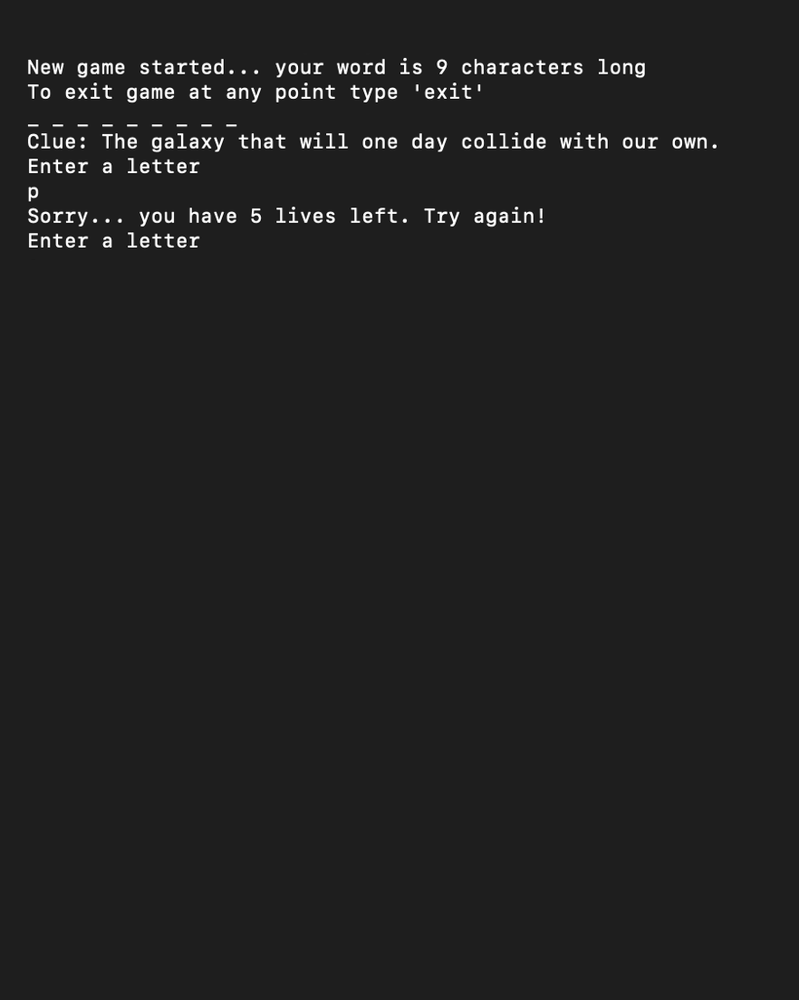 New game started... your word is 9 characters long
To exit game at any point type 'exit'
_ _ _ _ _ _ _ _ _
Clue: The galaxy that will one day collide with our own.
Enter a letter
p
Sorry... you have 5 lives left. Try again!
Enter a letter